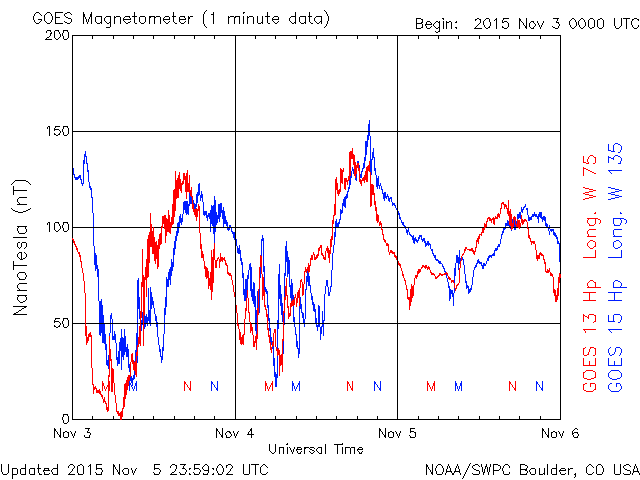 GOES Magnetometer (1 minute data)
Begin: 2015 Nov 3 0000 UTC
200
150
100
50
0
NanoTesla (nT)
M M N N M M N N M M N N
Nov 3 Nov 4 Nov 5 Nov 6
Universal Time
GOES 13 Hp Long. W 75
GOES 15 Hp Long. W 135
Updated 2015 Nov 5 23:59:02 UTC
NOAA/SWPC Boulder, CO USA